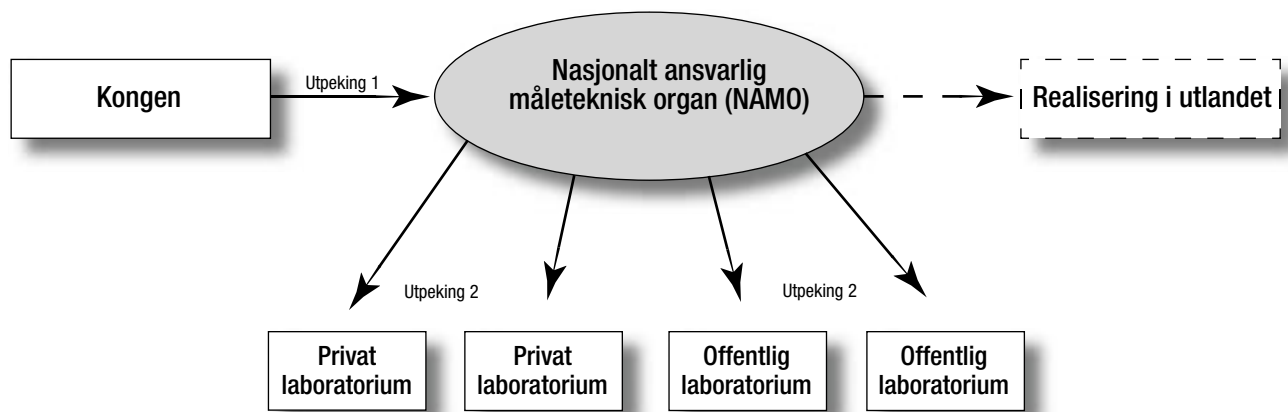 Kongen
Utpeking 1
Nasjonalt ansvarlig
måleteknisk organ (NAMO)
Realisering i utlandet
Utpeking 2
Utpeking 2
Privat
laboratorium
Privat
laboratorium
Offentlig
laboratorium
Offentlig
laboratorium